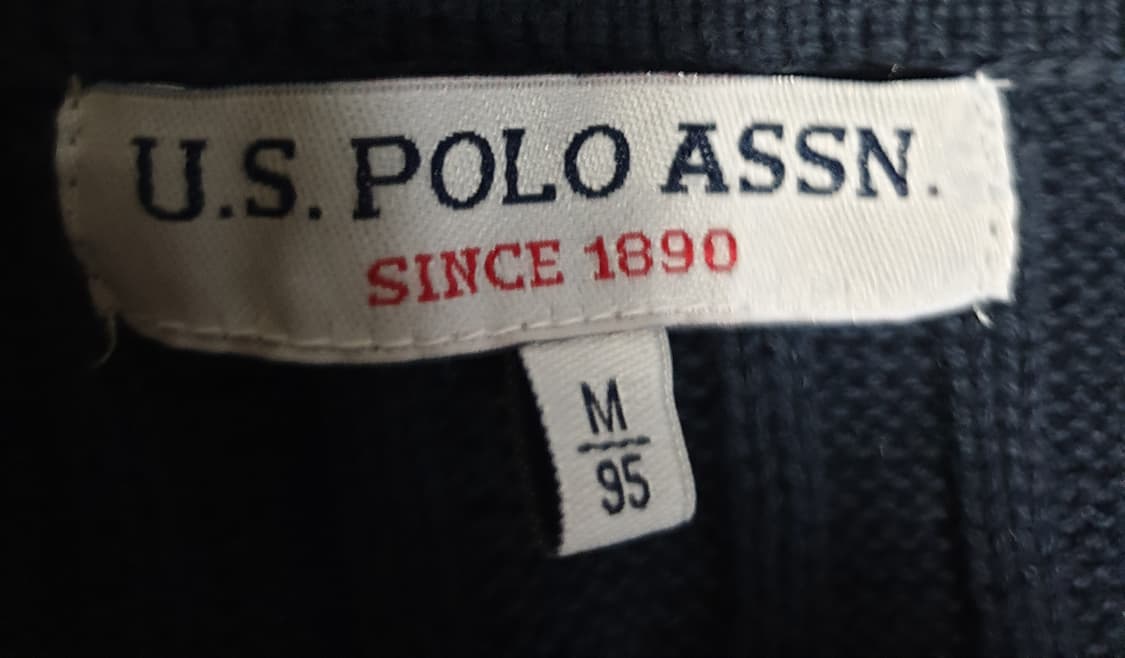 U.S. POLO ASSN.
SINCE 1890
M
95